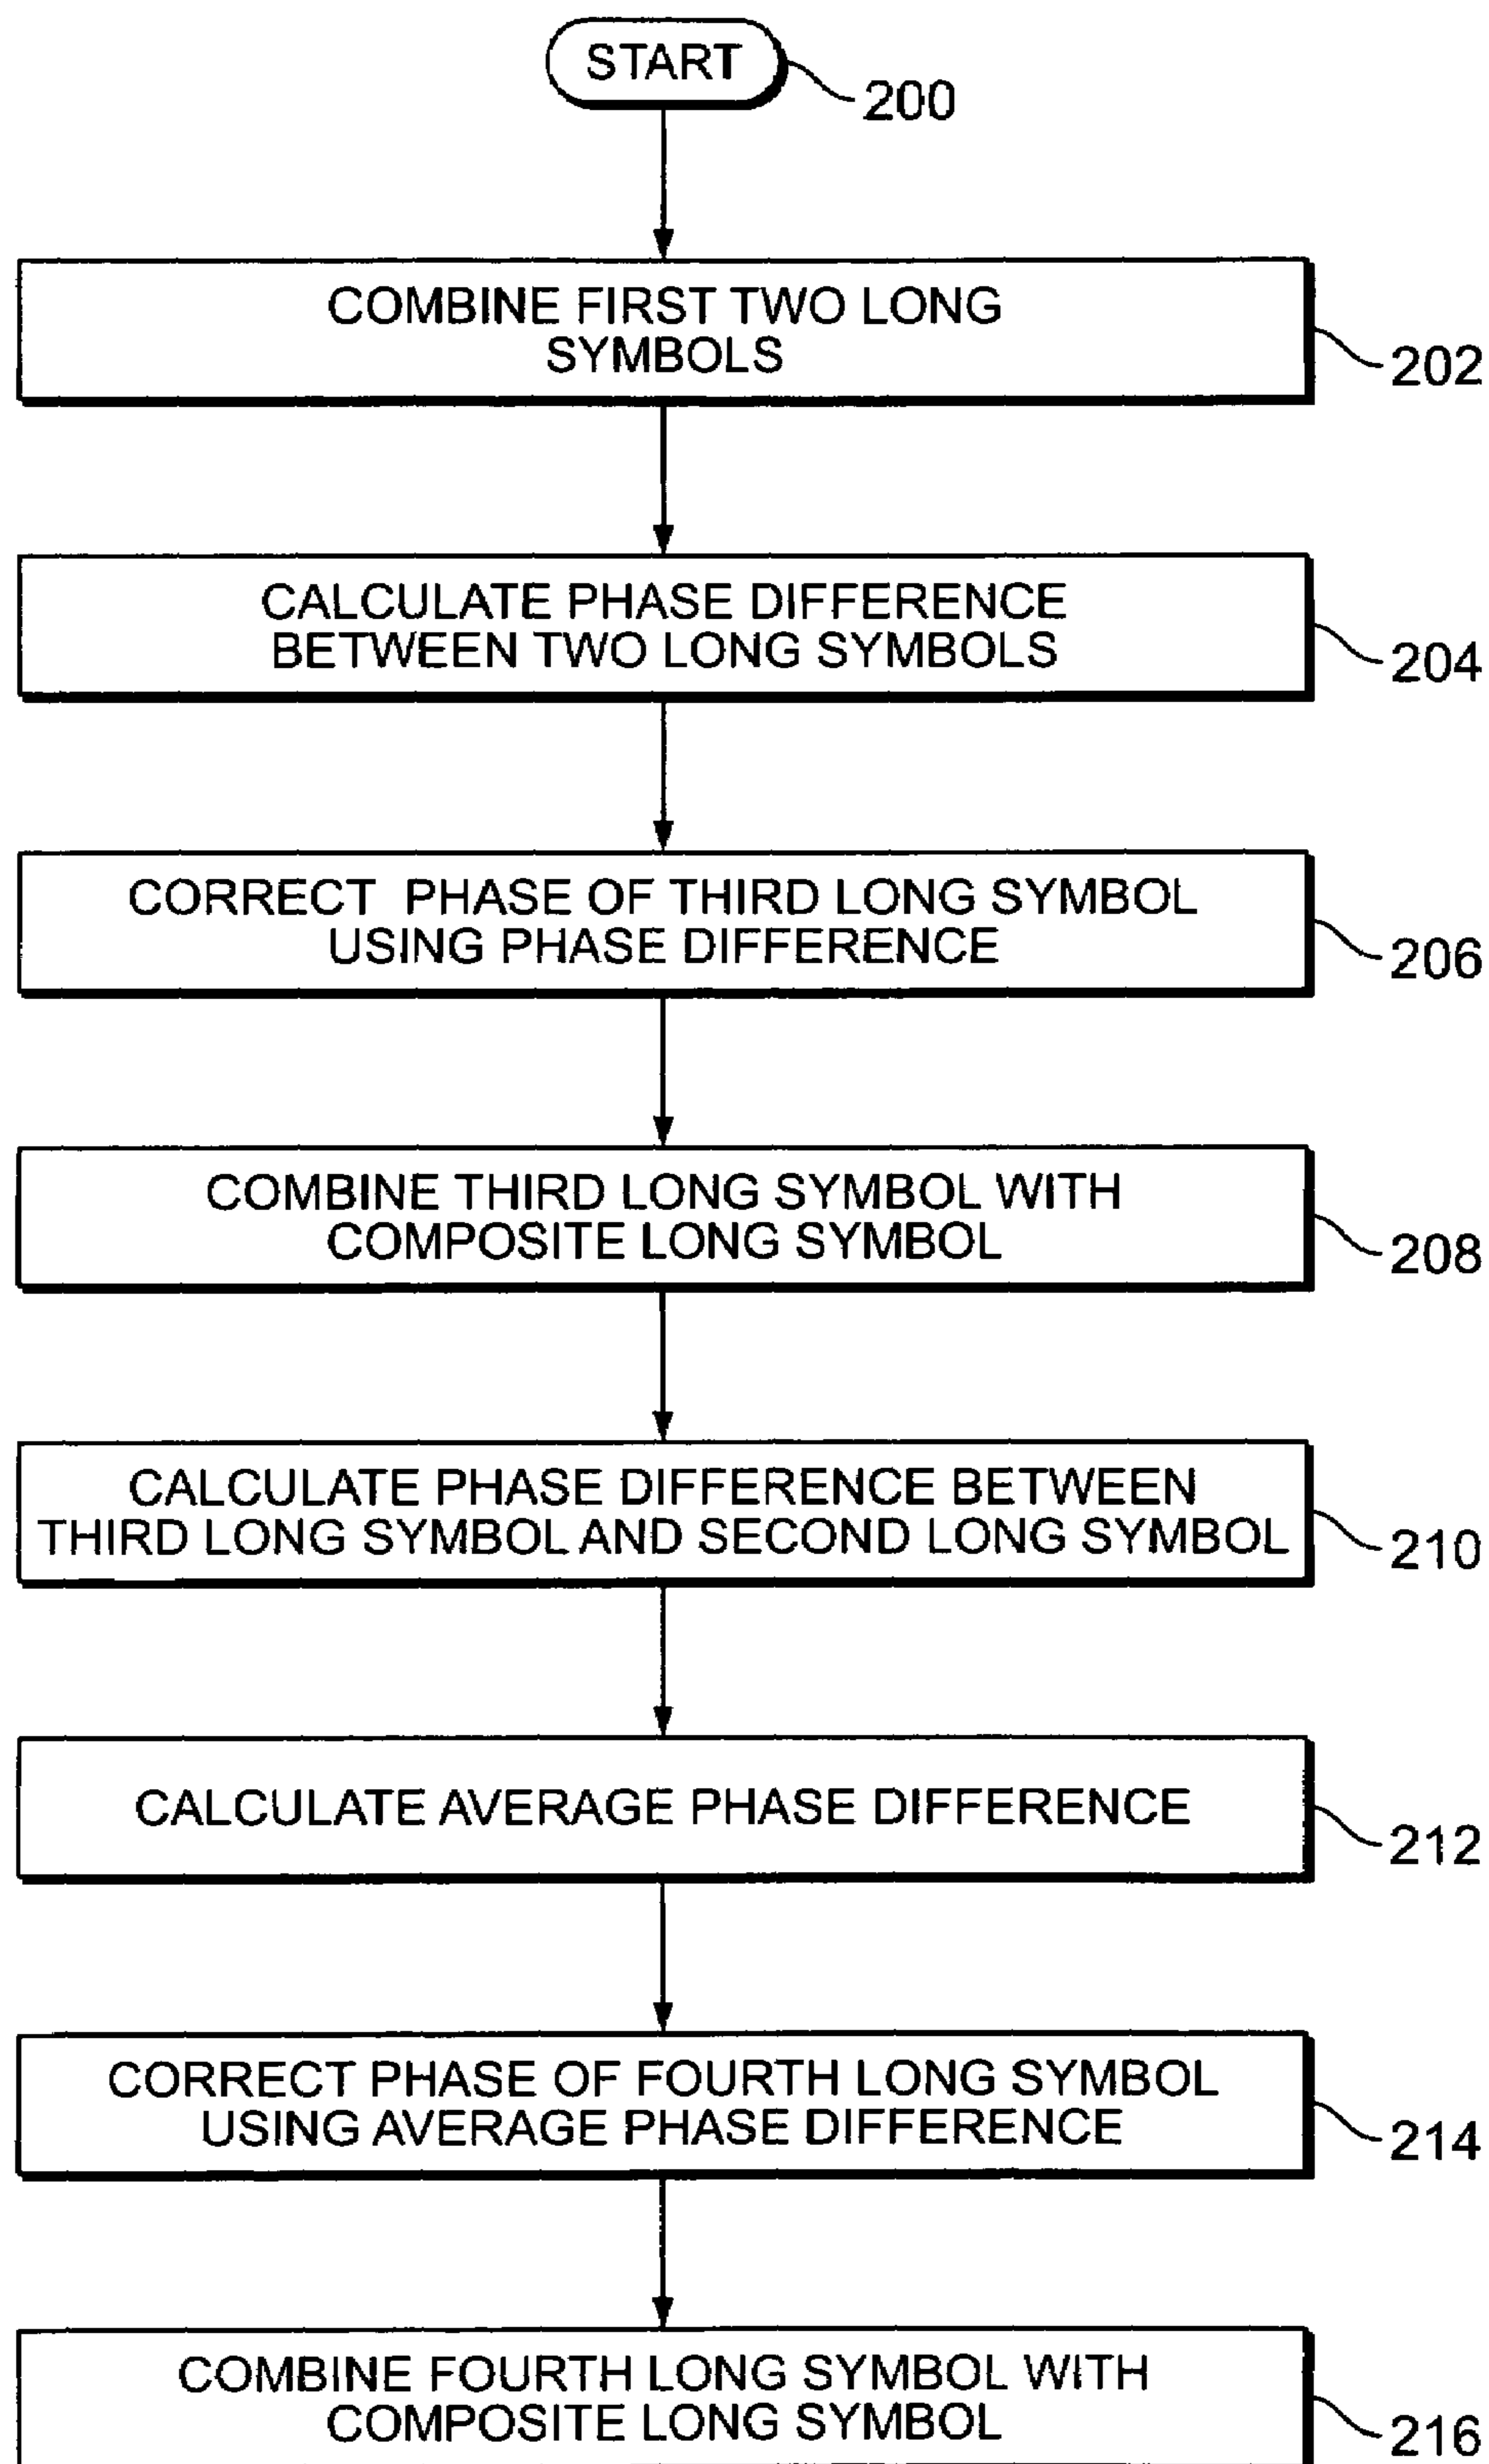 START
200
COMBINE FIRST TWO LONG
SYMBOLS
202
CALCULATE PHASE DIFFERENCE
BETWEEN TWO LONG SYMBOLS
204
CORRECT PHASE OF THIRD LONG SYMBOL
USING PHASE DIFFERENCE
206
COMBINE THIRD LONG SYMBOL WITH
COMPOSITE LONG SYMBOL
208
CALCULATE PHASE DIFFERENCE BETWEEN
THIRD LONG SYMBOL AND SECOND LONG SYMBOL
210
CALCULATE AVERAGE PHASE DIFFERENCE
212
CORRECT PHASE OF FOURTH LONG SYMBOL
USING AVERAGE PHASE DIFFERENCE
214
COMBINE FOURTH LONG SYMBOL WITH
COMPOSITE LONG SYMBOL
216